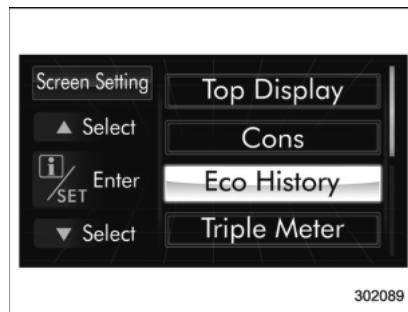 Screen Setting
▲ Select
i/SET Enter
▼ Select
Top Display
Cons
Eco History
Triple Meter
302089